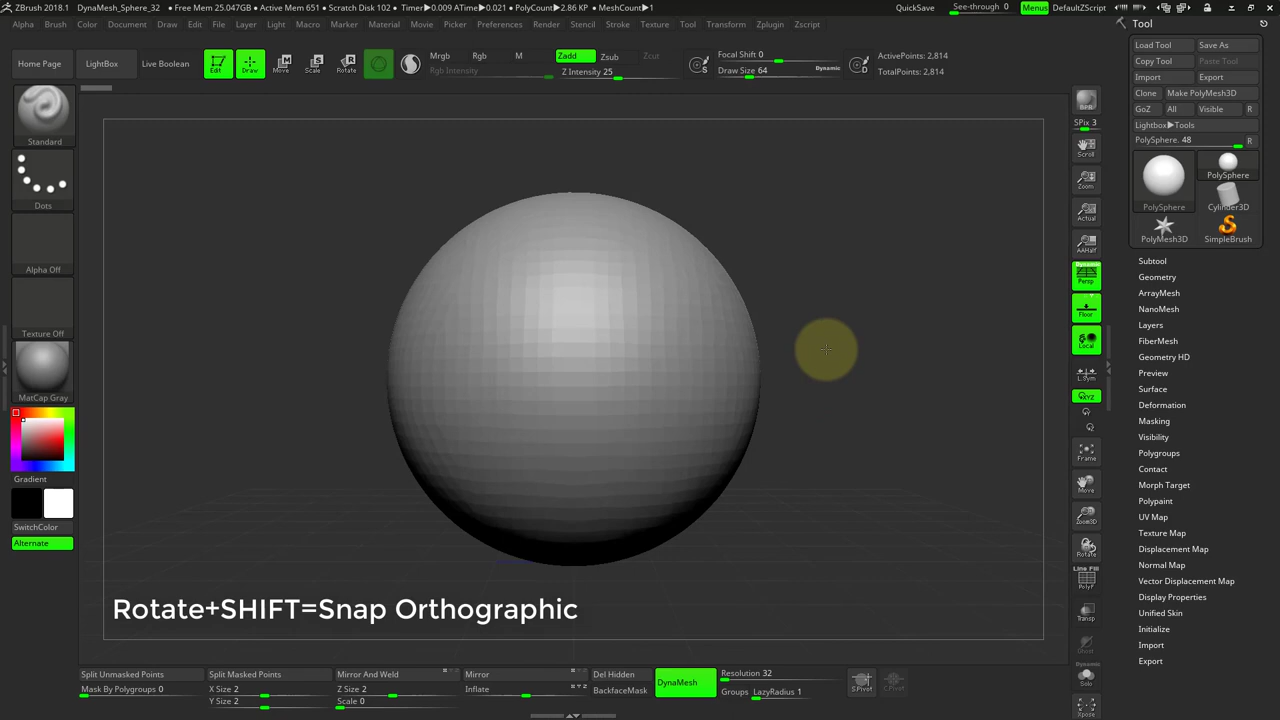 ZBrush 2018.1 DynaMesh_Sphere_32 • Free Mem 25.047GB • Active Mem 651 • Scratch Disk 102 • Timer▶0.009 ATime▶0.021 • PolyCount▶2.86 KP • MeshCount▶1 QuickSave See-through 0 Menus DefaultZScript
Alpha Brush Color Document Draw Edit File Layer Light Macro Marker Material Movie Picker Preferences Render Stencil Stroke Texture Tool Transform Zplugin Zscript
Home Page LightBox Live Boolean Edit Draw Move Scale Rotate
Mrgb Rgb M Zadd Zsub Zcut
Rgb Intensity Z Intensity 25
Focal Shift 0
Draw Size 64 Dynamic
ActivePoints: 2,814
TotalPoints: 2,814
Standard
Dots
Alpha Off
Texture Off
MatCap Gray
Gradient
SwitchColor
Alternate
Rotate+SHIFT=Snap Orthographic
BPR
SPix 3
Scroll
Zoom
Actual
AAHalf
Dynamic
Persp
Floor
Local
L.Sym
XYZ
Frame
Move
Zoom3D
Rotate
Line Fill
PolyF
Transp
Ghost
Dynamic
Solo
Xpose
Tool
Load Tool Save As
Copy Tool Paste Tool
Import Export
Clone Make PolyMesh3D
GoZ All Visible R
Lightbox▶Tools
PolySphere. 48 R
PolySphere PolySphere
Cylinder3D
PolyMesh3D SimpleBrush
Subtool
Geometry
ArrayMesh
NanoMesh
Layers
FiberMesh
Geometry HD
Preview
Surface
Deformation
Masking
Visibility
Polygroups
Contact
Morph Target
Polypaint
UV Map
Texture Map
Displacement Map
Normal Map
Vector Displacement Map
Display Properties
Unified Skin
Initialize
Import
Export
Split Unmasked Points Split Masked Points Mirror And Weld Mirror Del Hidden DynaMesh Resolution 32
Mask By Polygroups 0 X Size 2 Z Size 2 Inflate BackfaceMask Groups LazyRadius 1 S.Pivot C.Pivot
Y Size 2 Scale 0